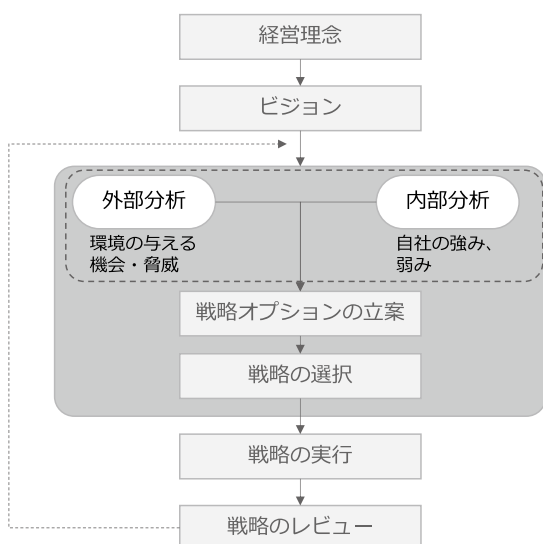 経営理念
ビジョン
外部分析
内部分析
環境の与える
機会・脅威
自社の強み、
弱み
戦略オプションの立案
戦略の選択
戦略の実行
戦略のレビュー